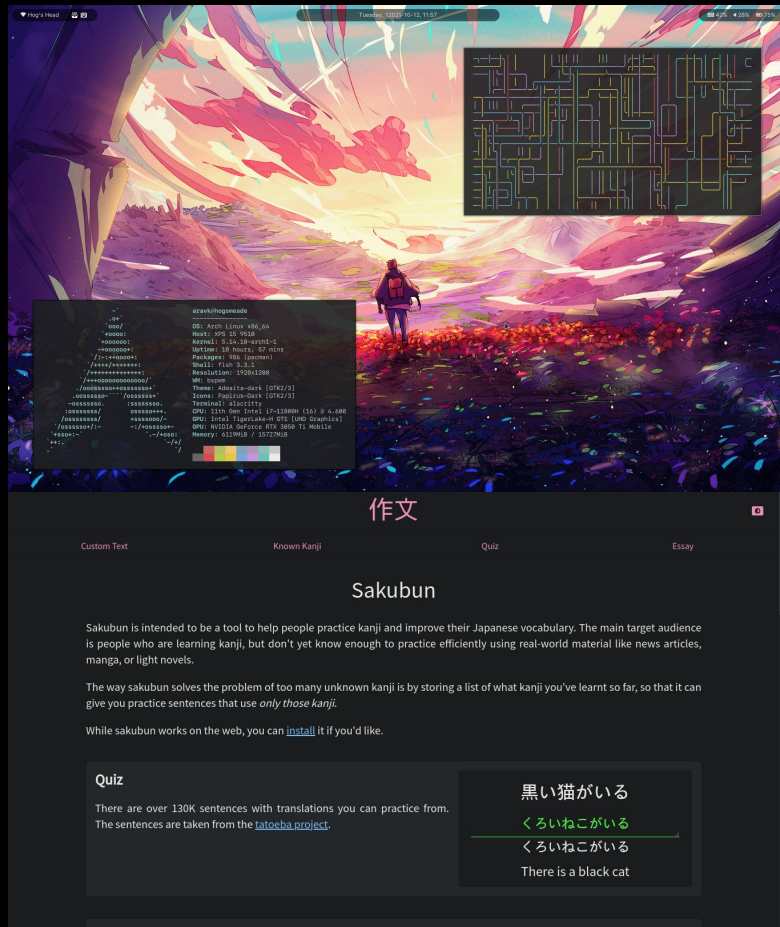 Hog's Head
Tuesday, 12021-10-12, 11:57
42% 25% 75%
aravk@hogsmeade
OS: Arch Linux x86_64
Host: XPS 15 9510
Kernel: 5.14.10-arch1-1
Uptime: 10 hours, 57 mins
Packages: 986 (pacman)
Shell: fish 3.3.1
Resolution: 1920x1200
WM: bspwm
Theme: Adwaita-dark [GTK2/3]
Icons: Papirus-Dark [GTK2/3]
Terminal: alacritty
CPU: 11th Gen Intel i7-11800H (16) @ 4.600
GPU: Intel TigerLake-H GT1 [UHD Graphics]
GPU: NVIDIA GeForce RTX 3050 Ti Mobile
Memory: 6119MiB / 15727MiB
作文
Custom Text
Known Kanji
Quiz
Essay
Sakubun
Sakubun is intended to be a tool to help people practice kanji and improve their Japanese vocabulary. The main target audience
is people who are learning kanji, but don't yet know enough to practice efficiently using real-world material like news articles,
manga, or light novels.
The way sakubun solves the problem of too many unknown kanji is by storing a list of what kanji you've learnt so far, so that it can
give you practice sentences that use only those kanji.
While sakubun works on the web, you can install it if you'd like.
Quiz
There are over 130K sentences with translations you can practice from.
The sentences are taken from the tatoeba project.
黒い猫がいる
くろいねこがいる
くろいねこがいる
There is a black cat